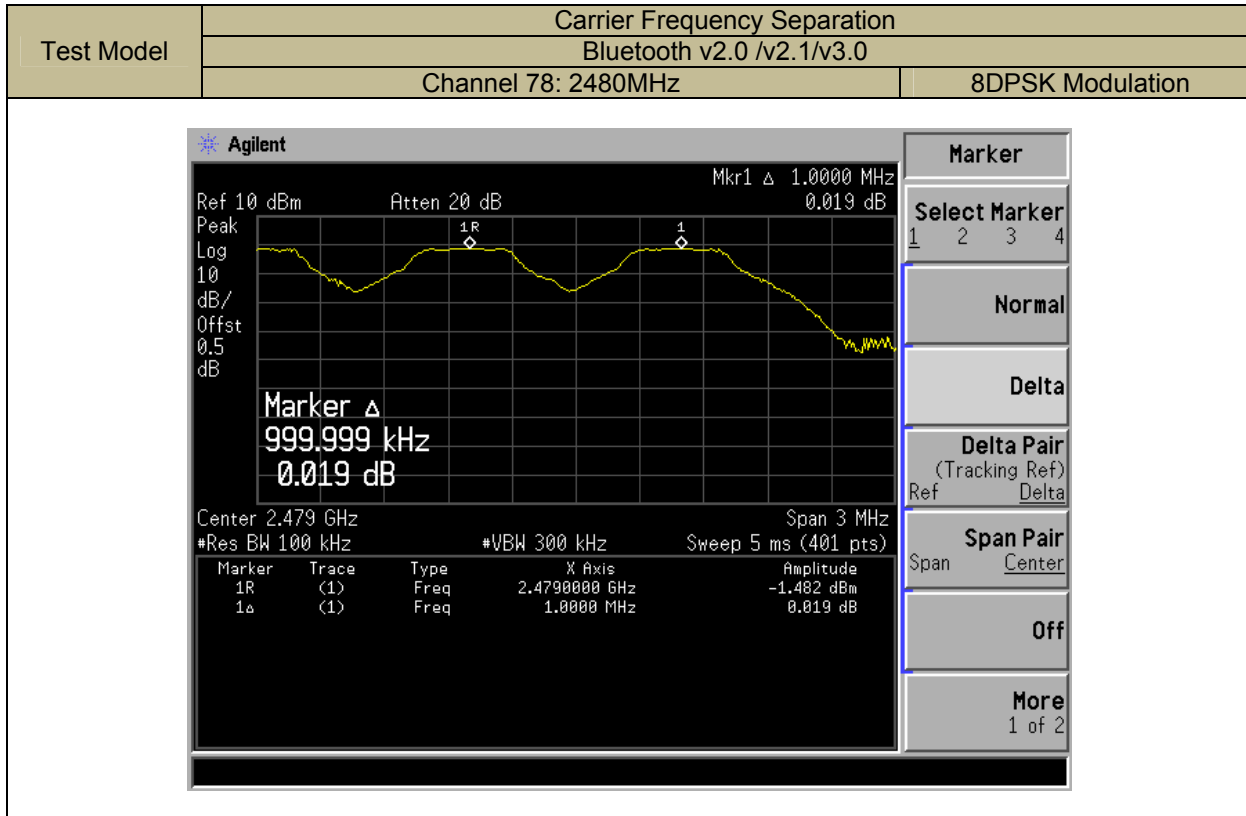 Test Model
Carrier Frequency Separation
Bluetooth v2.0 /v2.1/v3.0
Channel 78: 2480MHz
8DPSK Modulation
Agilent
Mkr1 Δ 1.0000 MHz
Ref 10 dBm Atten 20 dB 0.019 dB
Peak
Log
10
dB/
Offst
0.5
dB
1R
1
Marker Δ
999.999 kHz
0.019 dB
Center 2.479 GHz Span 3 MHz
#Res BW 100 kHz #VBW 300 kHz Sweep 5 ms (401 pts)
Marker Trace Type X Axis Amplitude
1R (1) Freq 2.4790000 GHz -1.482 dBm
1Δ (1) Freq 1.0000 MHz 0.019 dB
Marker
Select Marker
1 2 3 4
Normal
Delta
Delta Pair
(Tracking Ref)
Ref Delta
Span Pair
Span Center
Off
More
1 of 2